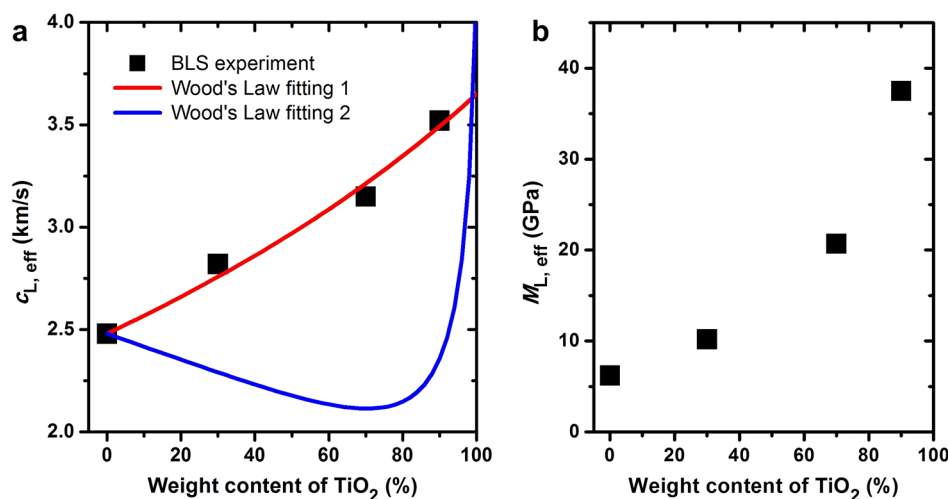 a
BLS experiment
Wood's Law fitting 1
Wood's Law fitting 2
c_L, eff (km/s)
4.0
3.5
3.0
2.5
2.0
0 20 40 60 80 100
Weight content of TiO₂ (%)
b
M_L, eff (GPa)
40
30
20
10
0
0 20 40 60 80 100
Weight content of TiO₂ (%)